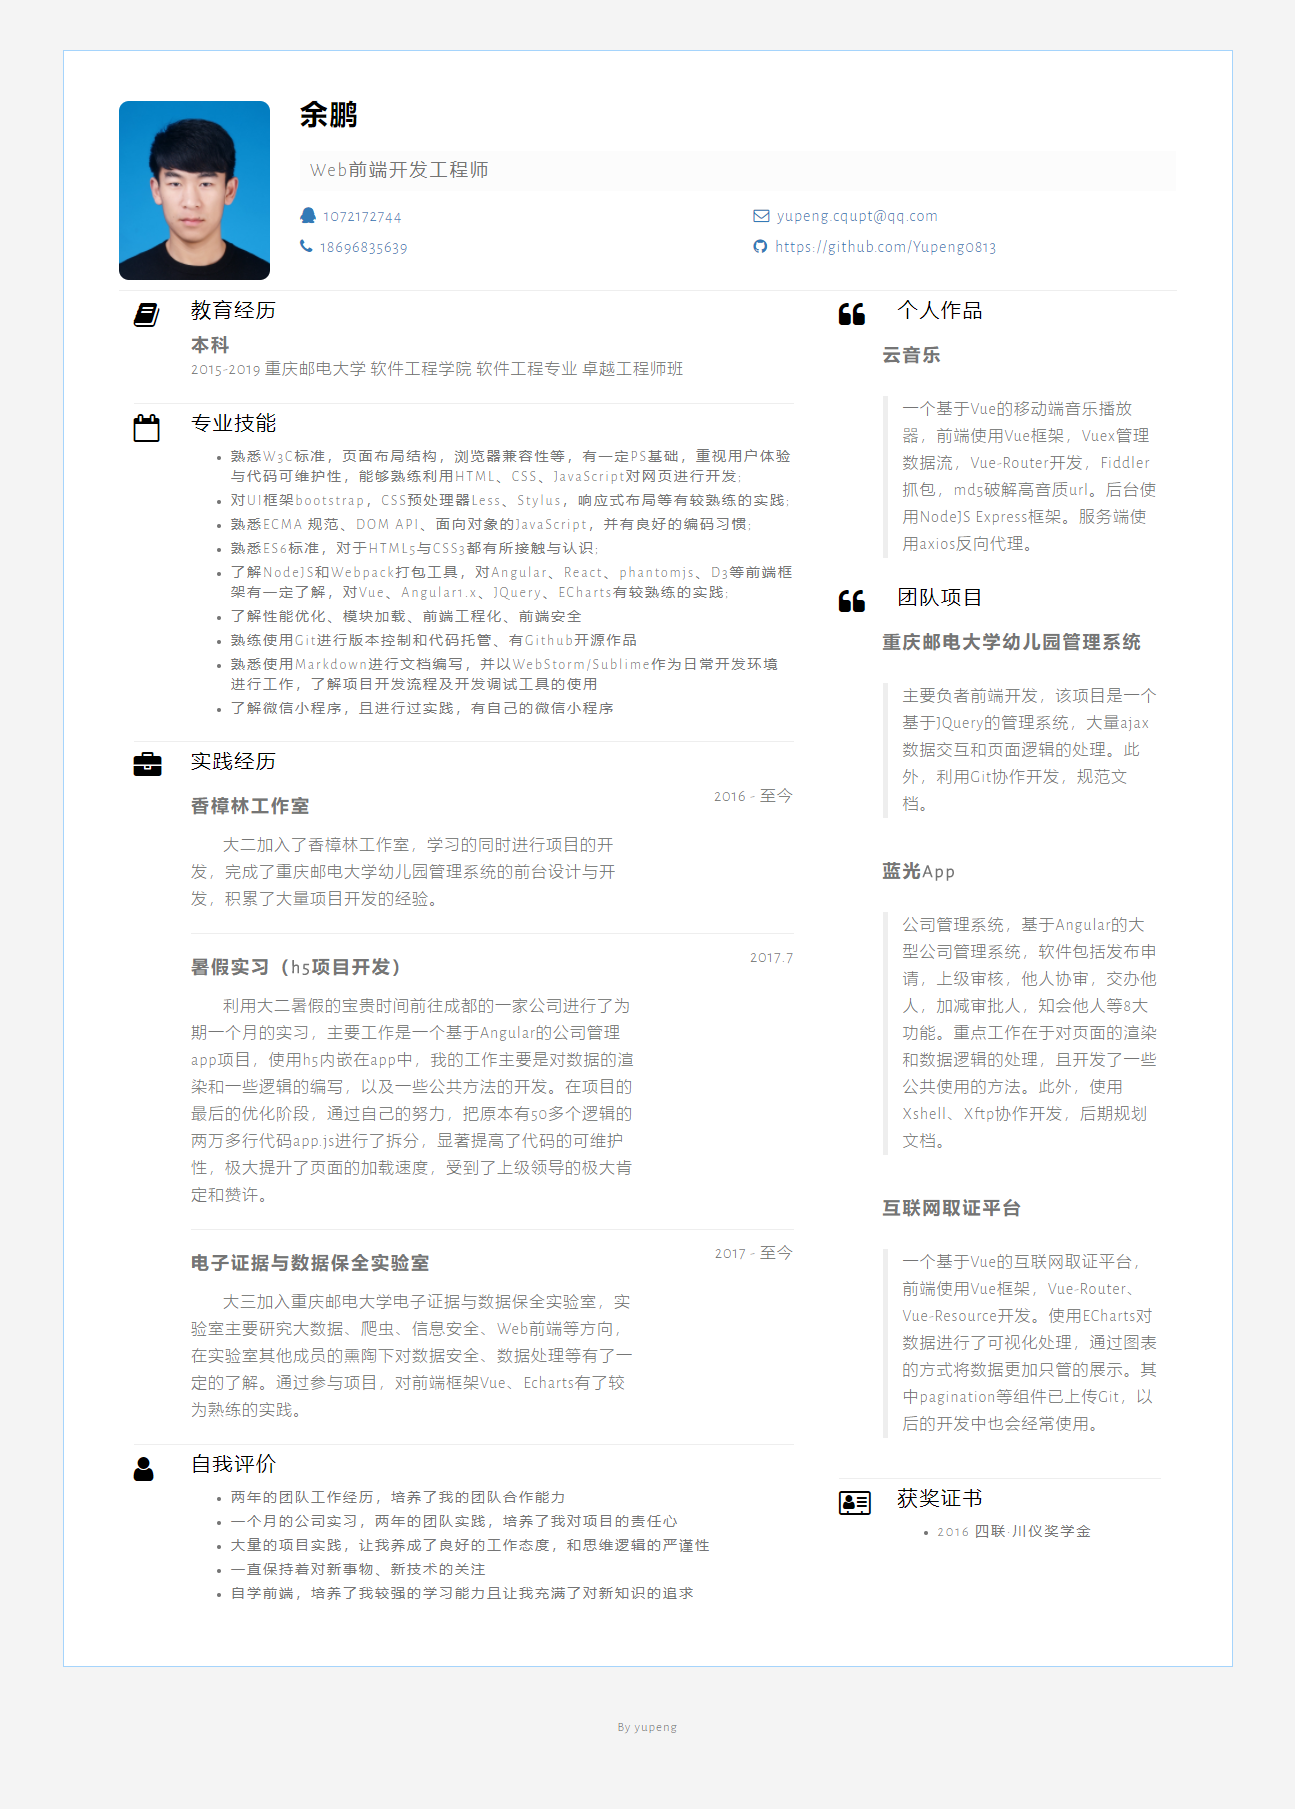 余鹏
Web前端开发工程师
1072172744
yupeng.cqupt@qq.com
18696835639
https://github.com/Yupeng0813
教育经历
本科
2015-2019 重庆邮电大学 软件工程学院 软件工程专业 卓越工程师班
专业技能
熟悉W3C标准，页面布局结构，浏览器兼容性等，有一定PS基础，重视用户体验
与代码可维护性，能够熟练利用HTML、CSS、JavaScript对网页进行开发;
对UI框架bootstrap，CSS预处理器Less、Stylus，响应式布局等有较熟练的实践;
熟悉ECMA 规范、DOM API、面向对象的JavaScript，并有良好的编码习惯;
熟悉ES6标准，对于HTML5与CSS3都有所接触与认识;
了解NodeJS和Webpack打包工具，对Angular、React、phantomjs、D3等前端框
架有一定了解，对Vue、Angular1.x、JQuery、ECharts有较熟练的实践;
了解性能优化、模块加载、前端工程化、前端安全
熟练使用Git进行版本控制和代码托管、有Github开源作品
熟悉使用Markdown进行文档编写，并以WebStorm/Sublime作为日常开发环境
进行工作，了解项目开发流程及开发调试工具的使用
了解微信小程序，且进行过实践，有自己的微信小程序
实践经历
香樟林工作室
2016 - 至今
大二加入了香樟林工作室，学习的同时进行项目的开
发，完成了重庆邮电大学幼儿园管理系统的前台设计与开
发，积累了大量项目开发的经验。
暑假实习（h5项目开发）
2017.7
利用大二暑假的宝贵时间前往成都的一家公司进行了为
期一个月的实习，主要工作是一个基于Angular的公司管理
app项目，使用h5内嵌在app中，我的工作主要是对数据的渲
染和一些逻辑的编写，以及一些公共方法的开发。在项目的
最后的优化阶段，通过自己的努力，把原本有50多个逻辑的
两万多行代码app.js进行了拆分，显著提高了代码的可维护
性，极大提升了页面的加载速度，受到了上级领导的极大肯
定和赞许。
电子证据与数据保全实验室
2017 - 至今
大三加入重庆邮电大学电子证据与数据保全实验室，实
验室主要研究大数据、爬虫、信息安全、Web前端等方向，
在实验室其他成员的熏陶下对数据安全、数据处理等有了一
定的了解。通过参与项目，对前端框架Vue、Echarts有了较
为熟练的实践。
自我评价
两年的团队工作经历，培养了我的团队合作能力
一个月的公司实习，两年的团队实践，培养了我对项目的责任心
大量的项目实践，让我养成了良好的工作态度，和思维逻辑的严谨性
一直保持着对新事物、新技术的关注
自学前端，培养了我较强的学习能力且让我充满了对新知识的追求
个人作品
云音乐
一个基于Vue的移动端音乐播放
器，前端使用Vue框架，Vuex管理
数据流，Vue-Router开发，Fiddler
抓包，md5破解高音质url。后台使
用NodeJS Express框架。服务端使
用axios反向代理。
团队项目
重庆邮电大学幼儿园管理系统
主要负者前端开发，该项目是一个
基于JQuery的管理系统，大量ajax
数据交互和页面逻辑的处理。此
外，利用Git协作开发，规范文
档。
蓝光App
公司管理系统，基于Angular的大
型公司管理系统，软件包括发布申
请，上级审核，他人协审，交办他
人，加减审批人，知会他人等8大
功能。重点工作在于对页面的渲染
和数据逻辑的处理，且开发了一些
公共使用的方法。此外，使用
Xshell、Xftp协作开发，后期规划
文档。
互联网取证平台
一个基于Vue的互联网取证平台，
前端使用Vue框架，Vue-Router、
Vue-Resource开发。使用ECharts对
数据进行了可视化处理，通过图表
的方式将数据更加只管的展示。其
中pagination等组件已上传Git，以
后的开发中也会经常使用。
获奖证书
2016 四联·川仪奖学金
By yupeng